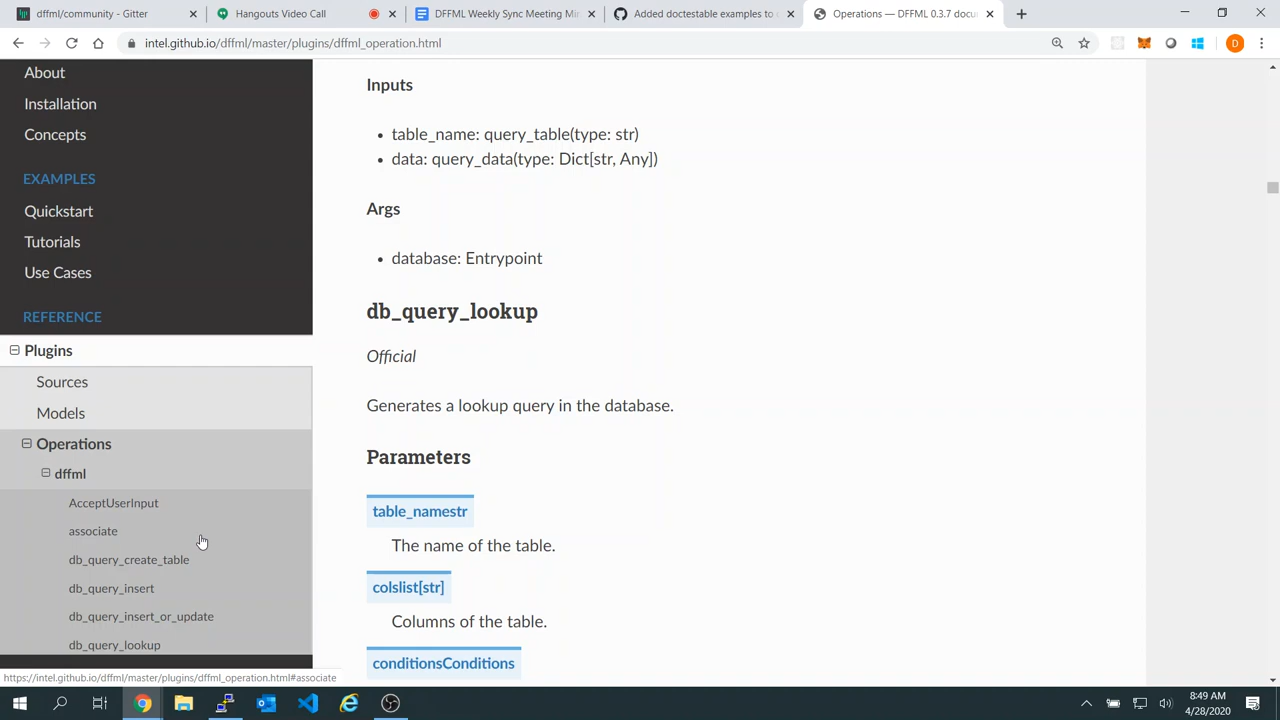 dffml/community - Gitter
Hangouts Video Call
DFFML Weekly Sync Meeting Min
Added doctestable examples to c
Operations — DFFML 0.3.7 docu
intel.github.io/dffml/master/plugins/dffml_operation.html
D
About
Installation
Concepts
EXAMPLES
Quickstart
Tutorials
Use Cases
REFERENCE
Plugins
Sources
Models
Operations
dffml
AcceptUserInput
associate
db_query_create_table
db_query_insert
db_query_insert_or_update
db_query_lookup
https://intel.github.io/dffml/master/plugins/dffml_operation.html#associate
Inputs
• table_name: query_table(type: str)
• data: query_data(type: Dict[str, Any])
Args
• database: Entrypoint
db_query_lookup
Official
Generates a lookup query in the database.
Parameters
table_namestr
The name of the table.
colslist[str]
Columns of the table.
conditionsConditions
8:49 AM
4/28/2020